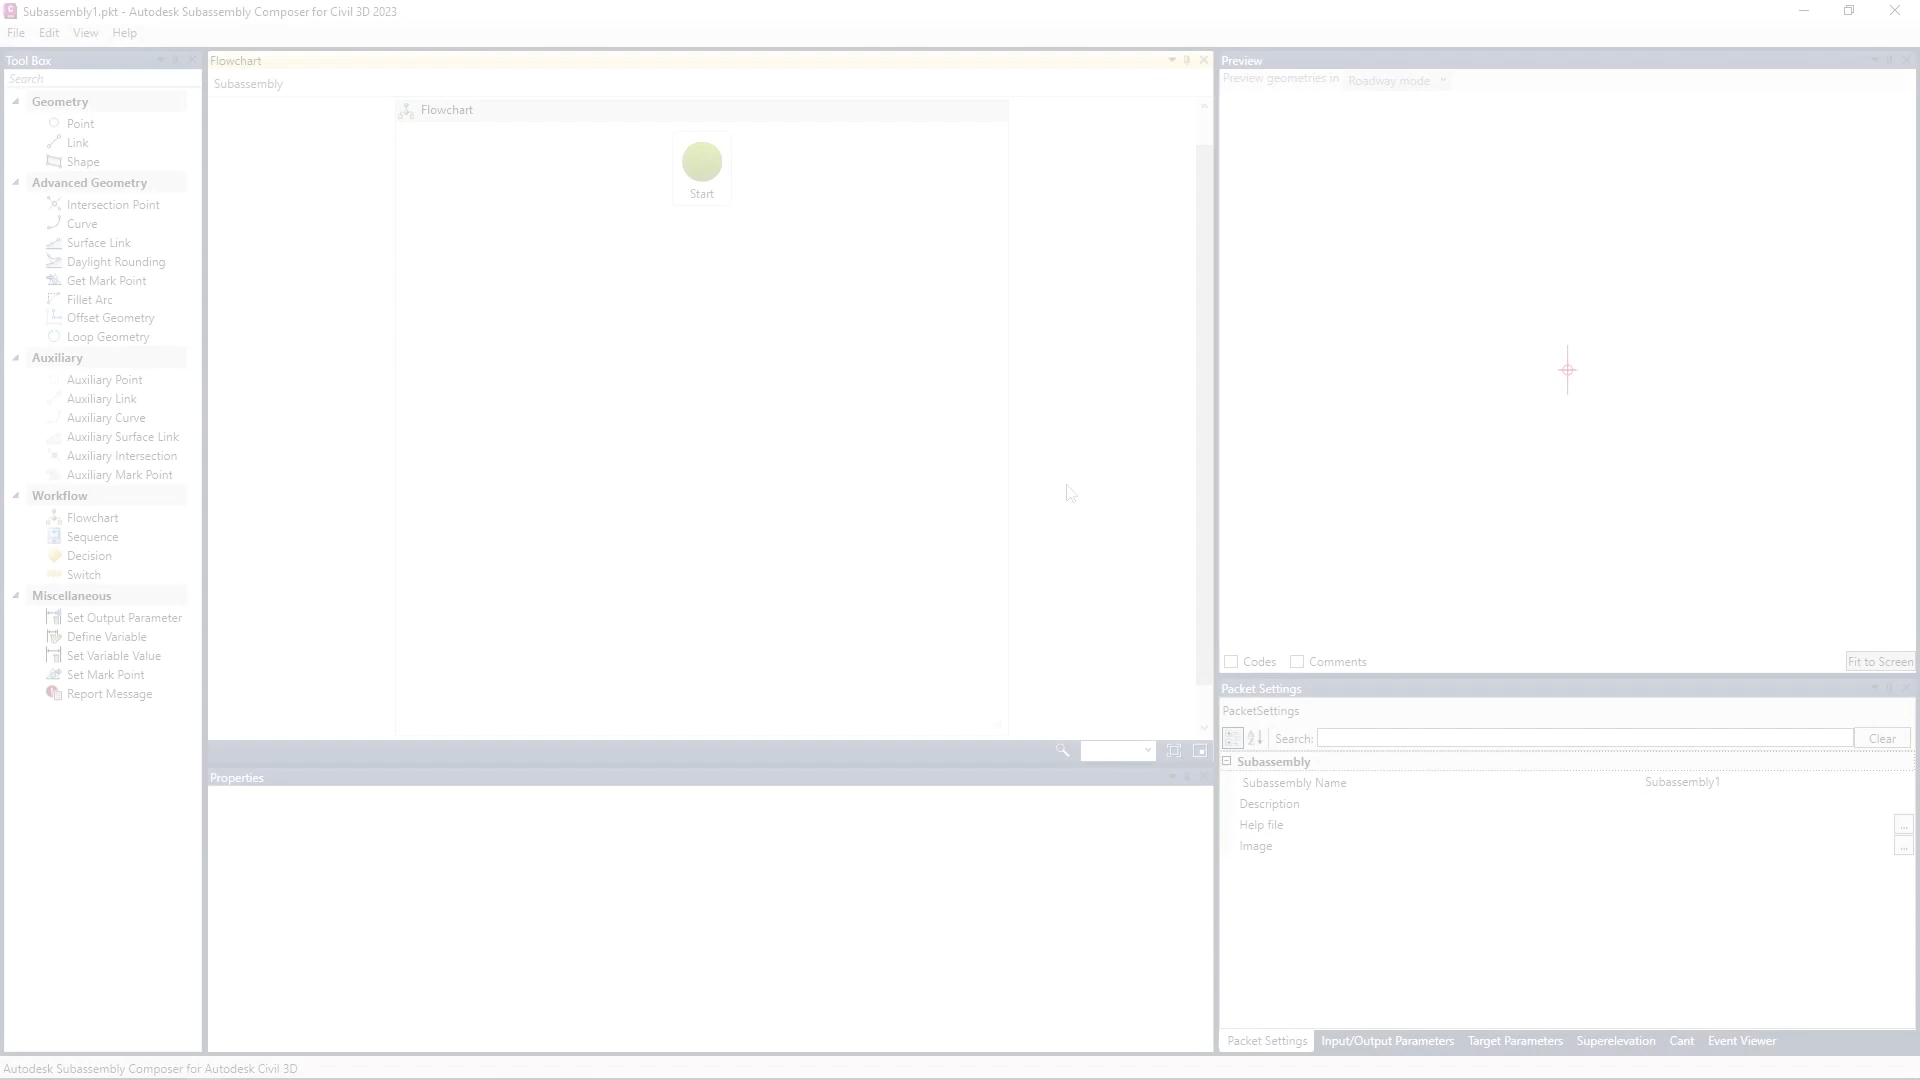 Subassembly1.pkt - Autodesk Subassembly Composer for Civil 3D 2023
File Edit View Help
Tool Box
Search
Geometry
Point
Link
Shape
Advanced Geometry
Intersection Point
Curve
Surface Link
Daylight Rounding
Get Mark Point
Fillet Arc
Offset Geometry
Loop Geometry
Auxiliary
Auxiliary Point
Auxiliary Link
Auxiliary Curve
Auxiliary Surface Link
Auxiliary Intersection
Auxiliary Mark Point
Workflow
Flowchart
Sequence
Decision
Switch
Miscellaneous
Set Output Parameter
Define Variable
Set Variable Value
Set Mark Point
Report Message
Flowchart
Subassembly
Flowchart
Start
Properties
Preview
Preview geometries in Roadway mode
Codes Comments Fit to Screen
Packet Settings
PacketSettings
Search: Clear
Subassembly
Subassembly Name Subassembly1
Description
Help file ...
Image ...
Packet Settings Input/Output Parameters Target Parameters Superelevation Cant Event Viewer
Autodesk Subassembly Composer for Autodesk Civil 3D